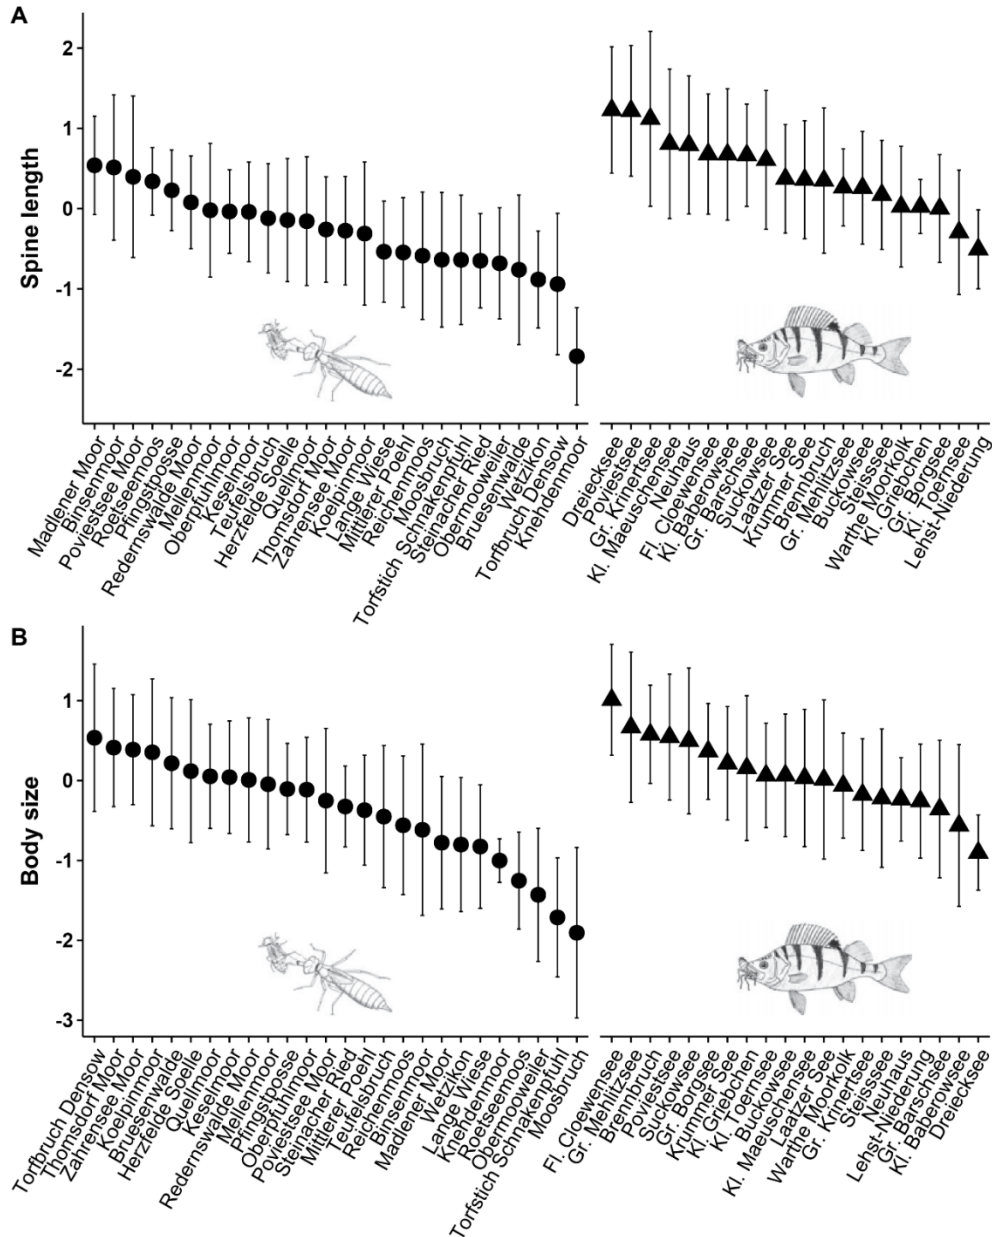 A
Spine length
2
1
0
-1
-2
Madlener Moor
Binsenmoor
Poviestsee Moor
Roetseemoos
Pfingstposse
Redernswalde Moor
Mellenmoor
Oberpfuhlmoor
Kesselmoor
Teufelsbruch
Herzfelde Soelle
Quellmoor
Thomsdorf Moor
Zahrensee Moor
Koelpinmoor
Lange Wiese
Mittlerer Poehl
Reichenmoos
Moosbruch
Torfstich Schnakenpfuhl
Steinacher Ried
Obermooweiler
Bruesenwalde
Wetzikon
Torfbruch Densow
Knehdenmoor
Dreiecksee
Poviestsee
Gr. Krinertsee
Kl. Maeuschensee
Neuhaus
Fl. Cloewensee
Kl. Baberowsee
Gr. Barschsee
Suckowsee
Laatzer See
Krummer See
Brennbruch
Gr. Mehlitzsee
Buckowsee
Steissee
Warthe Moorkolk
Kl. Griebchen
Gr. Borgsee
Kl. Toernsee
Lehst-Niederung
B
Body size
1
0
-1
-2
-3
Torfbruch Densow
Thomsdorf Moor
Zahrensee Moor
Koelpinmoor
Bruesenwalde
Herzfelde Soelle
Quellmoor
Kesselmoor
Redernswalde Moor
Mellenmoor
Pfingstposse
Oberpfuhlmoor
Poviestsee Moor
Steinacher Ried
Mittlerer Poehl
Teufelsbruch
Reichenmoos
Binsenmoor
Madlener Moor
Wetzikon
Lange Wiese
Knehdenmoor
Roetseemoos
Obermooweiler
Torfstich Schnakenpfuhl
Moosbruch
Fl. Cloewensee
Gr. Mehlitzsee
Brennbruch
Poviestsee
Suckowsee
Gr. Borgsee
Krummer See
Kl. Griebchen
Kl. Toernsee
Buckowsee
Kl. Maeuschensee
Laatzer See
Warthe Moorkolk
Gr. Krinertsee
Steissee
Neuhaus
Lehst-Niederung
Gr. Barschsee
Kl. Baberowsee
Dreiecksee